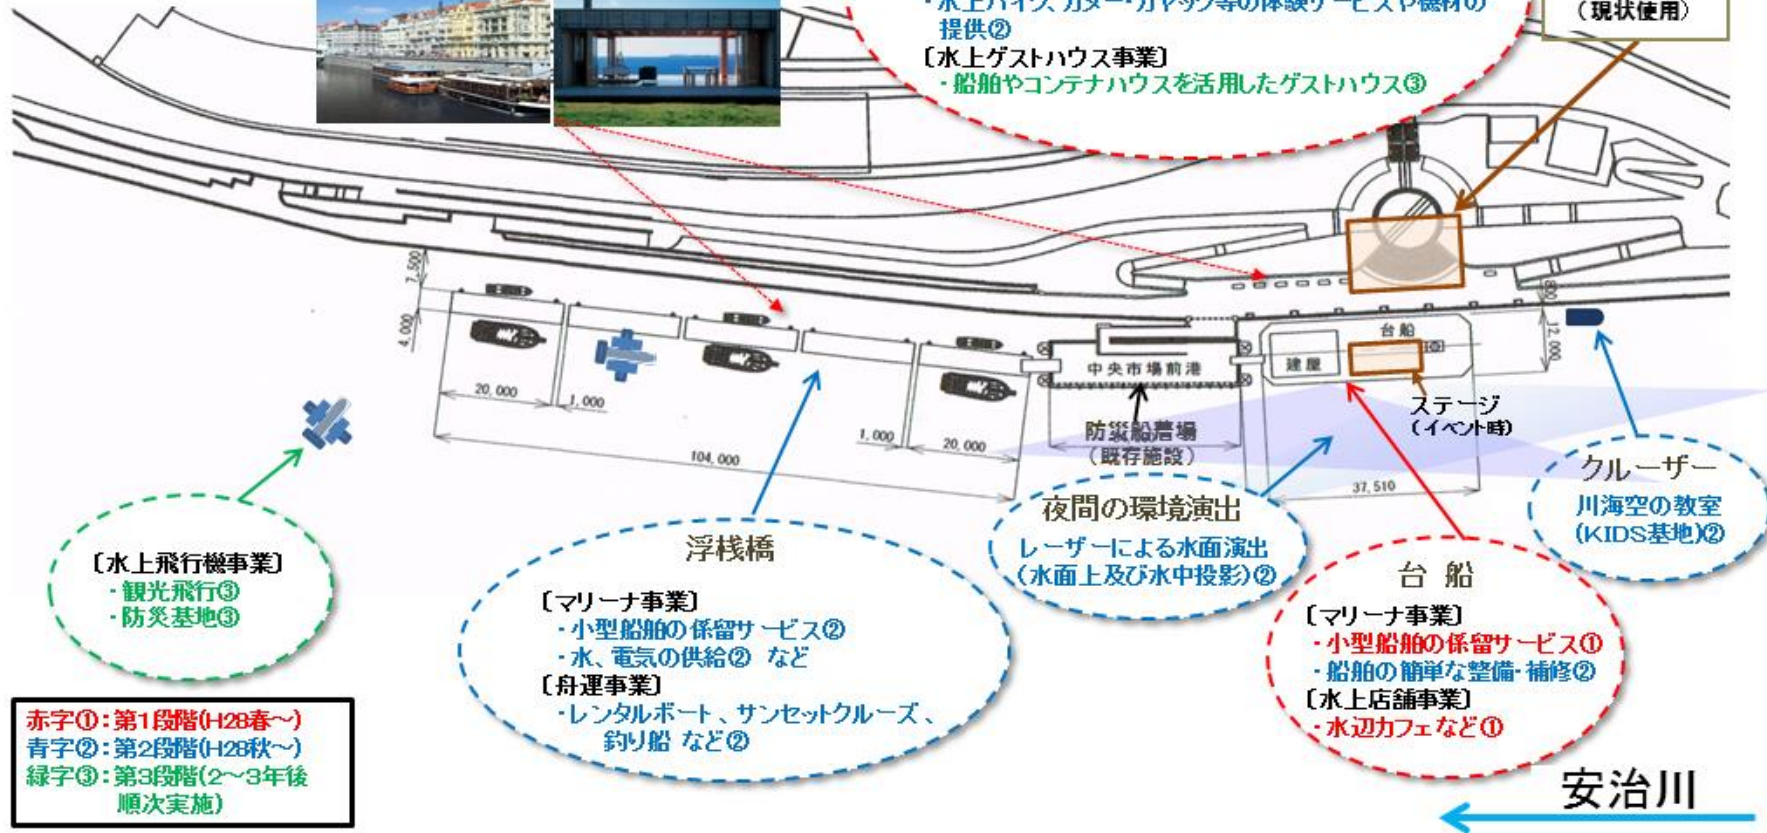 ・水上バイク、カヌー・カヤック等の体験サービスや機材の
提供②
〔水上ゲストハウス事業〕
・船舶やコンテナハウスを活用したゲストハウス③
（現状使用）
7,500
4,000
20,000
1,000
104,000
1,000
20,000
中央市場前港
防災船着場
（既存施設）
建屋
台船
800
12,000
ステージ
（イベント時）
37,510
〔水上飛行機事業〕
・観光飛行③
・防災基地③
浮桟橋
〔マリーナ事業〕
・小型船舶の係留サービス②
・水、電気の供給② など
〔舟運事業〕
・レンタルボート、サンセットクルーズ、
釣り船 など②
夜間の環境演出
レーザーによる水面演出
（水面上及び水中投影）②
台 船
〔マリーナ事業〕
・小型船舶の係留サービス①
・船舶の簡単な整備・補修②
〔水上店舗事業〕
・水辺カフェなど①
クルーザー
川海空の教室
(KIDS基地)②
赤字①：第1段階(H28春～)
青字②：第2段階(H28秋～)
緑字③：第3段階(2～3年後
順次実施)
安治川